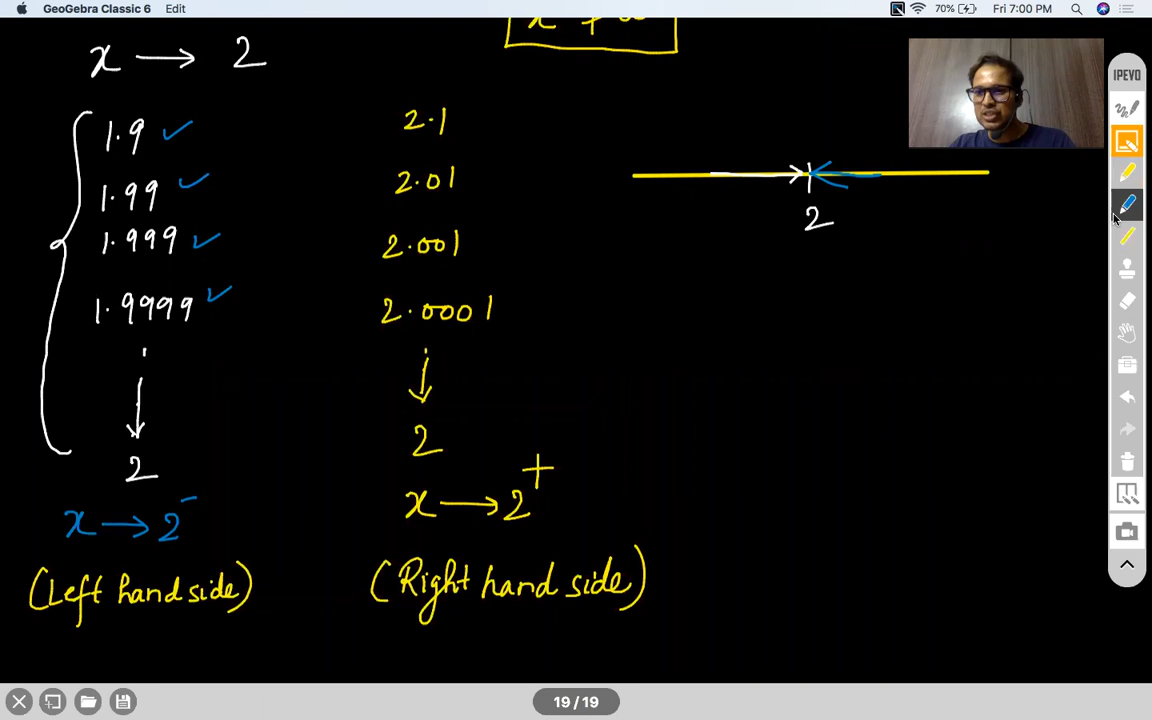 GeoGebra Classic 6 Edit
70% Fri 7:00 PM
IPEVO
x → 2
1.9 ✓
1.99 ✓
1.999 ✓
1.9999 ✓
2
x → 2⁻
(Left hand side)
2.1
2.01
2.001
2.0001
2
x → 2⁺
(Right hand side)
2
19 / 19